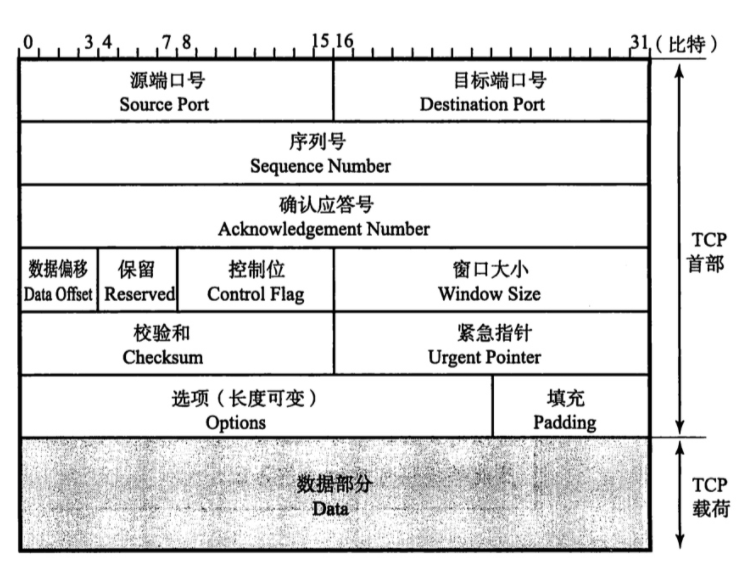 0 3 4 7 8 15 16 31 (比特)
源端口号 目标端口号
Source Port Destination Port
序列号
Sequence Number
确认应答号
Acknowledgement Number
数据偏移 保留 控制位 窗口大小
Data Offset Reserved Control Flag Window Size
校验和 紧急指针
Checksum Urgent Pointer
选项(长度可变) 填充
Options Padding
TCP
首部
数据部分
Data
TCP
载荷